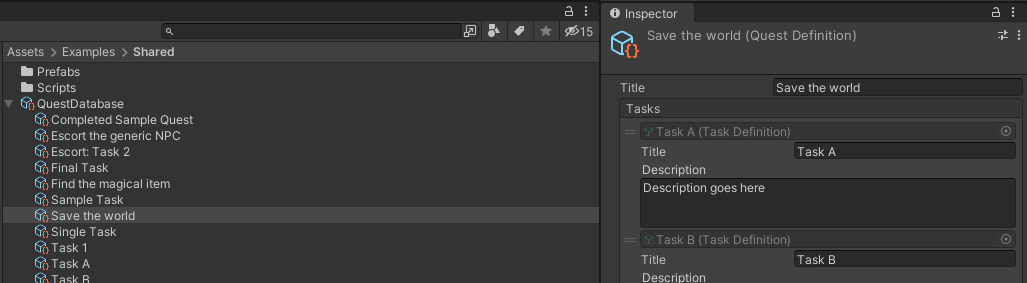 15
Assets > Examples > Shared
Prefabs
Scripts
QuestDatabase
Completed Sample Quest
Escort the generic NPC
Escort: Task 2
Final Task
Find the magical item
Sample Task
Save the world
Single Task
Task 1
Task A
Task B
Inspector
Save the world (Quest Definition)
Title Save the world
Tasks
Task A (Task Definition)
Title Task A
Description
Description goes here
Task B (Task Definition)
Title Task B
Description